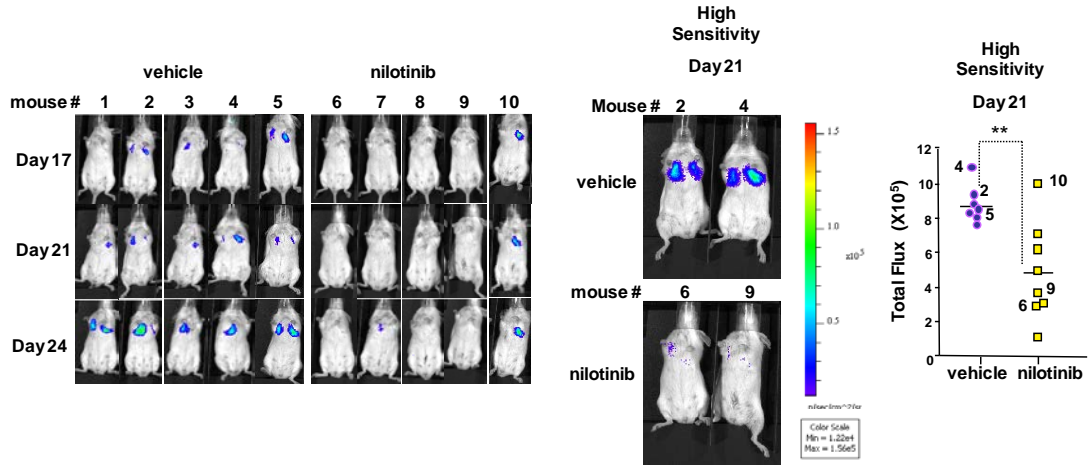 vehicle nilotinib
mouse # 1 2 3 4 5 6 7 8 9 10
Day 17
Day 21
Day 24
High
Sensitivity
Day 21
Mouse # 2 4
vehicle
mouse # 6 9
nilotinib
1.5
1.0
x10⁵
0.5
Color Scale
Min = 1.22e4
Max = 1.56e5
High
Sensitivity
Day 21
**
Total Flux (X10⁵)
12
10
8
6
4
2
0
4
2
5
10
9
6
vehicle nilotinib